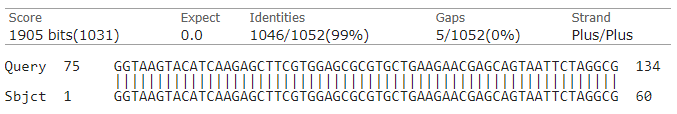 Score Expect Identities Gaps Strand
1905 bits(1031) 0.0 1046/1052(99%) 5/1052(0%) Plus/Plus
Query 75 GGTAAGTACATCAAGAGCTTCGTGGAGCGCGTGCTGAAGAACGAGCAGTAATTCTAGGCG 134
||||||||||||||||||||||||||||||||||||||||||||||||||||||||||||
Sbjct 1 GGTAAGTACATCAAGAGCTTCGTGGAGCGCGTGCTGAAGAACGAGCAGTAATTCTAGGCG 60